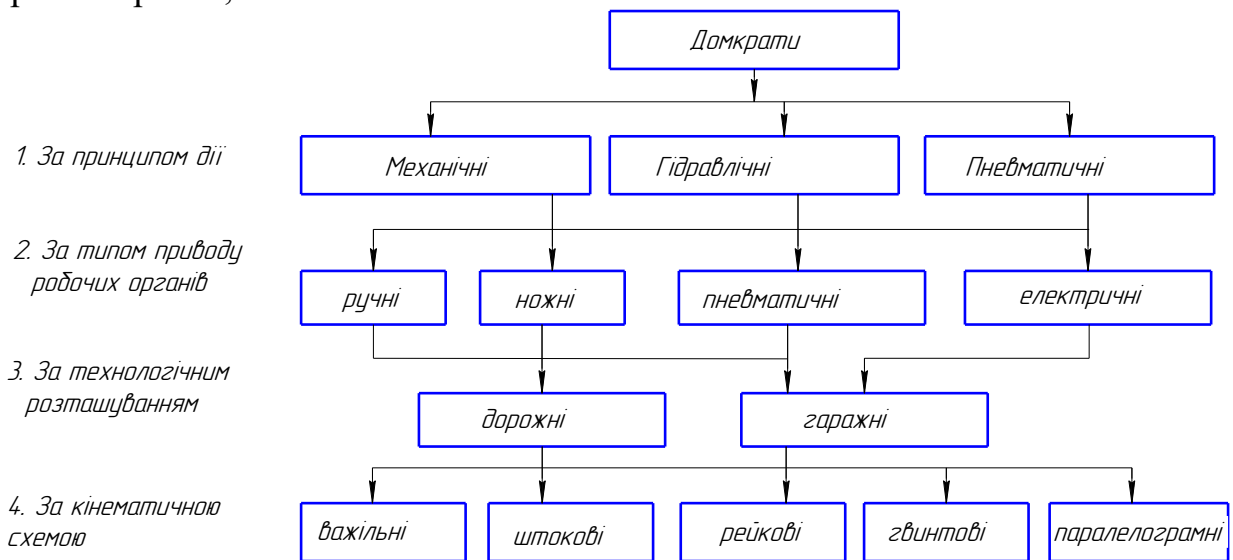 Домкрати
1. За принципом дії
Механічні
Гідравлічні
Пневматичні
2. За типом приводу
робочих органів
ручні
ножні
пневматичні
електричні
3. За технологічним
розташуванням
дорожні
гаражні
4. За кінематичною
схемою
важільні
штокові
рейкові
гвинтові
паралелограмні